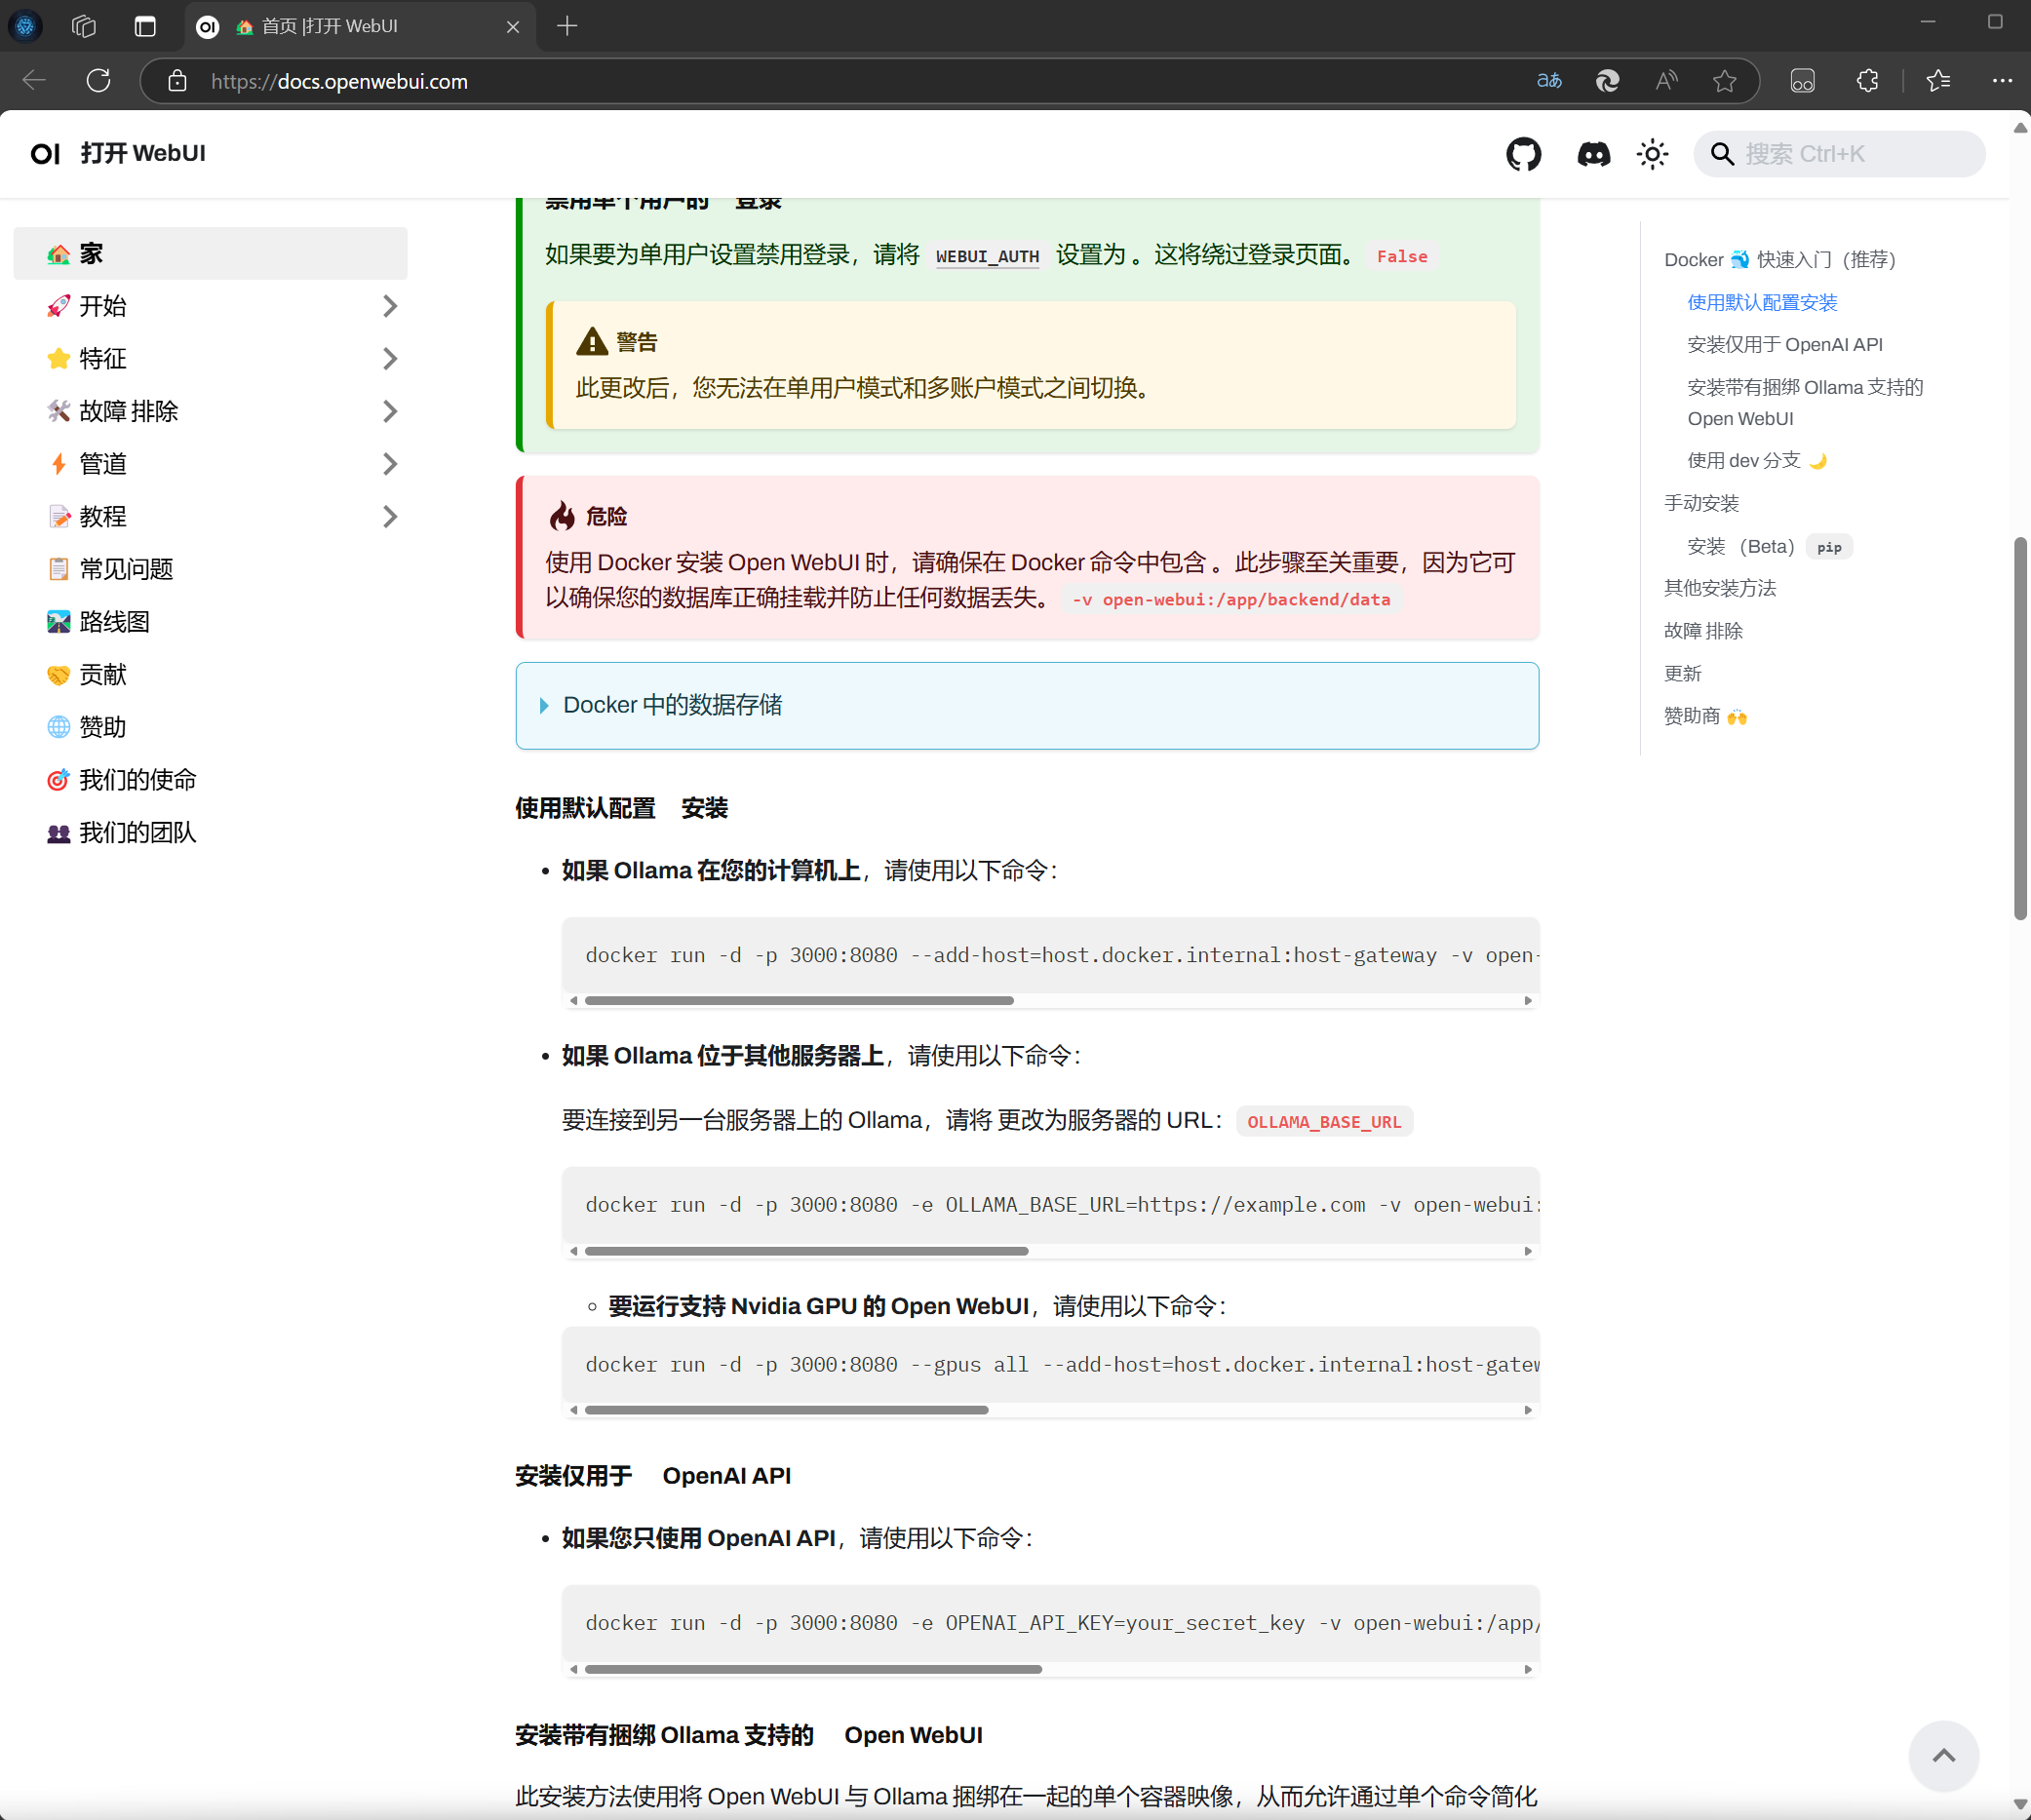 首页 |打开 WebUI
https://docs.openwebui.com
打开 WebUI
搜索 Ctrl+K
家
开始
特征
故障 排除
管道
教程
常见问题
路线图
贡献
赞助
我们的使命
我们的团队
禁用单个用户的 登录
如果要为单用户设置禁用登录，请将 WEBUI_AUTH 设置为 。这将绕过登录页面。 False
警告
此更改后，您无法在单用户模式和多账户模式之间切换。
危险
使用 Docker 安装 Open WebUI 时，请确保在 Docker 命令中包含 。此步骤至关重要，因为它可
以确保您的数据库正确挂载并防止任何数据丢失。 -v open-webui:/app/backend/data
Docker 中的数据存储
使用默认配置 安装
如果 Ollama 在您的计算机上，请使用以下命令：
docker run -d -p 3000:8080 --add-host=host.docker.internal:host-gateway -v open-
如果 Ollama 位于其他服务器上，请使用以下命令：
要连接到另一台服务器上的 Ollama，请将 更改为服务器的 URL： OLLAMA_BASE_URL
docker run -d -p 3000:8080 -e OLLAMA_BASE_URL=https://example.com -v open-webui:
要运行支持 Nvidia GPU 的 Open WebUI，请使用以下命令：
docker run -d -p 3000:8080 --gpus all --add-host=host.docker.internal:host-gatew
安装仅用于 OpenAI API
如果您只使用 OpenAI API，请使用以下命令：
docker run -d -p 3000:8080 -e OPENAI_API_KEY=your_secret_key -v open-webui:/app/
安装带有捆绑 Ollama 支持的 Open WebUI
此安装方法使用将 Open WebUI 与 Ollama 捆绑在一起的单个容器映像，从而允许通过单个命令简化
Docker 快速入门（推荐）
使用默认配置安装
安装仅用于 OpenAI API
安装带有捆绑 Ollama 支持的
Open WebUI
使用 dev 分支
手动安装
安装 （Beta） pip
其他安装方法
故障 排除
更新
赞助商